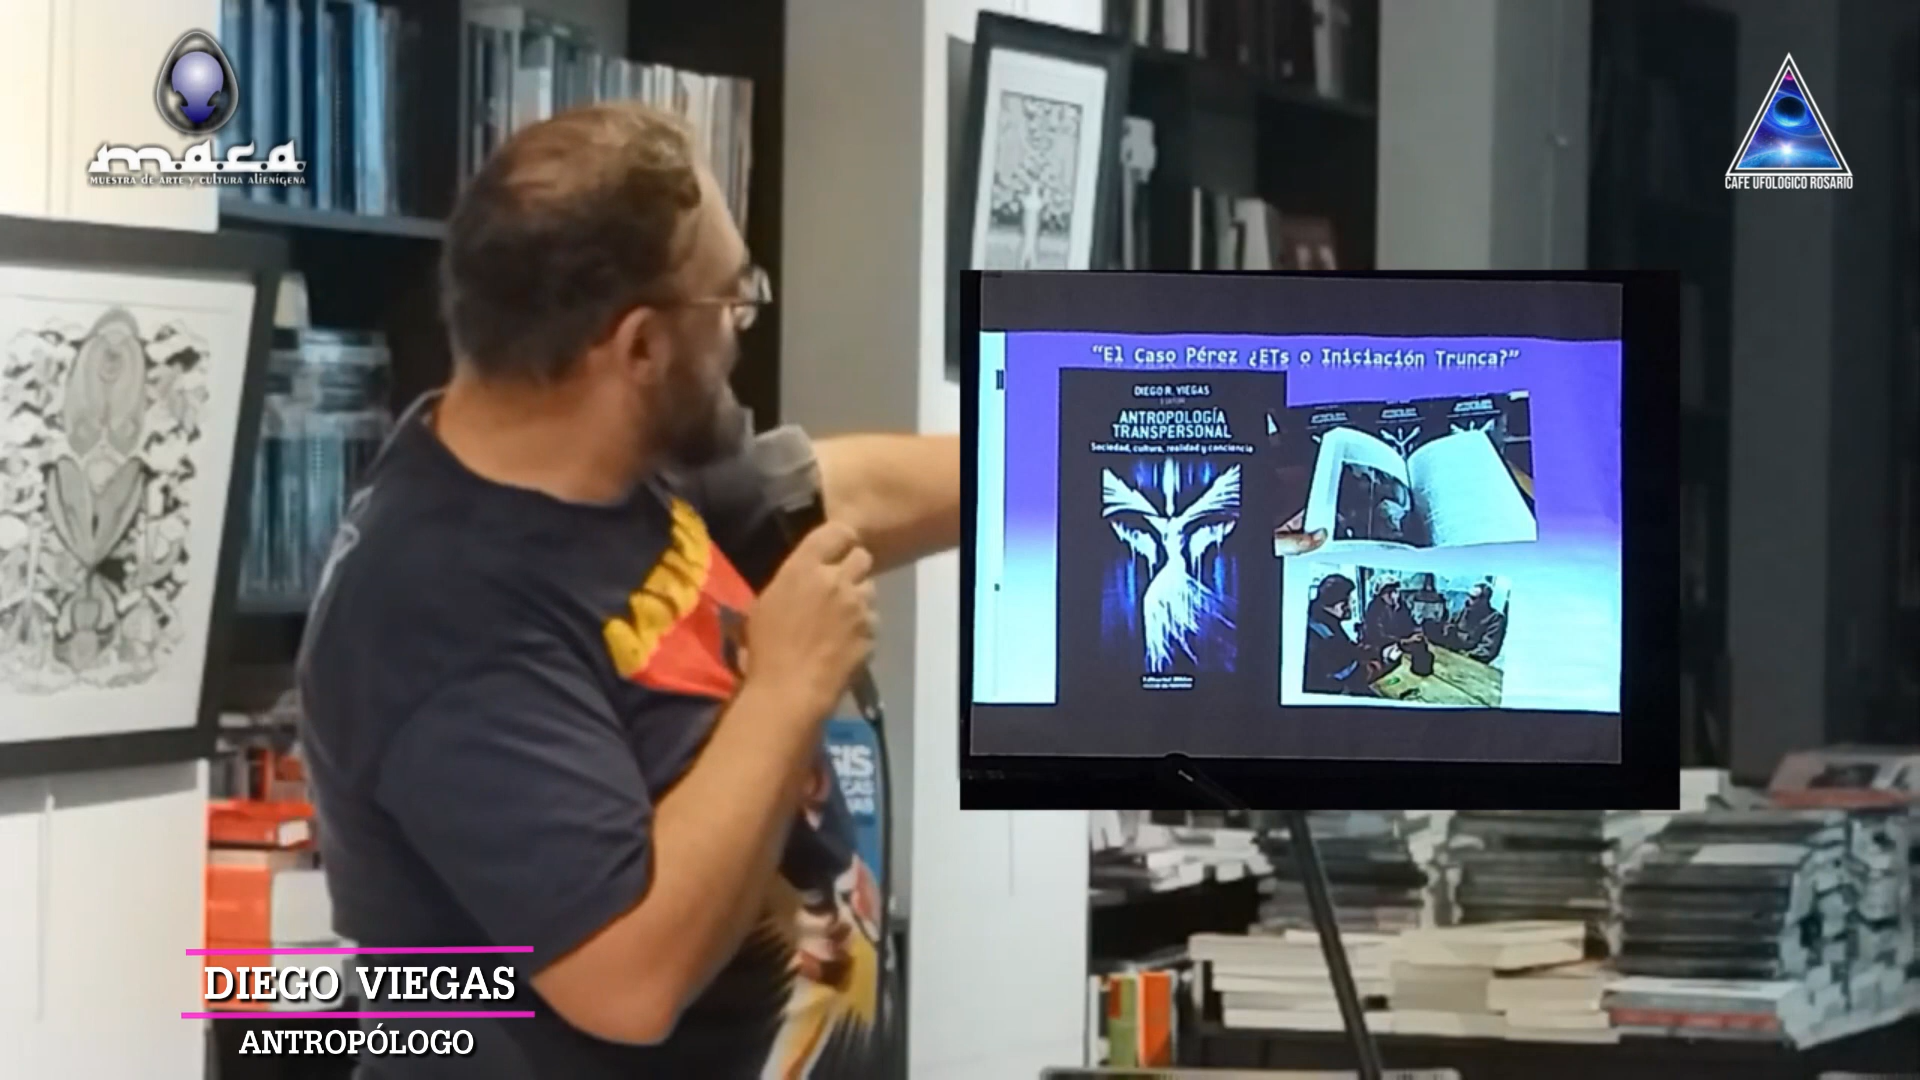 m.a.c.a.
MUESTRA de ARTE y CULTURA ALIENÍGENA
CAFE UFOLOGICO ROSARIO
"El Caso Pérez ¿ETs o Iniciación Trunca?"
DIEGO R. VIEGAS
ANTROPOLOGÍA
TRANSPERSONAL
Sociedad, cultura, realidad y conciencia
DIEGO VIEGAS
ANTROPÓLOGO